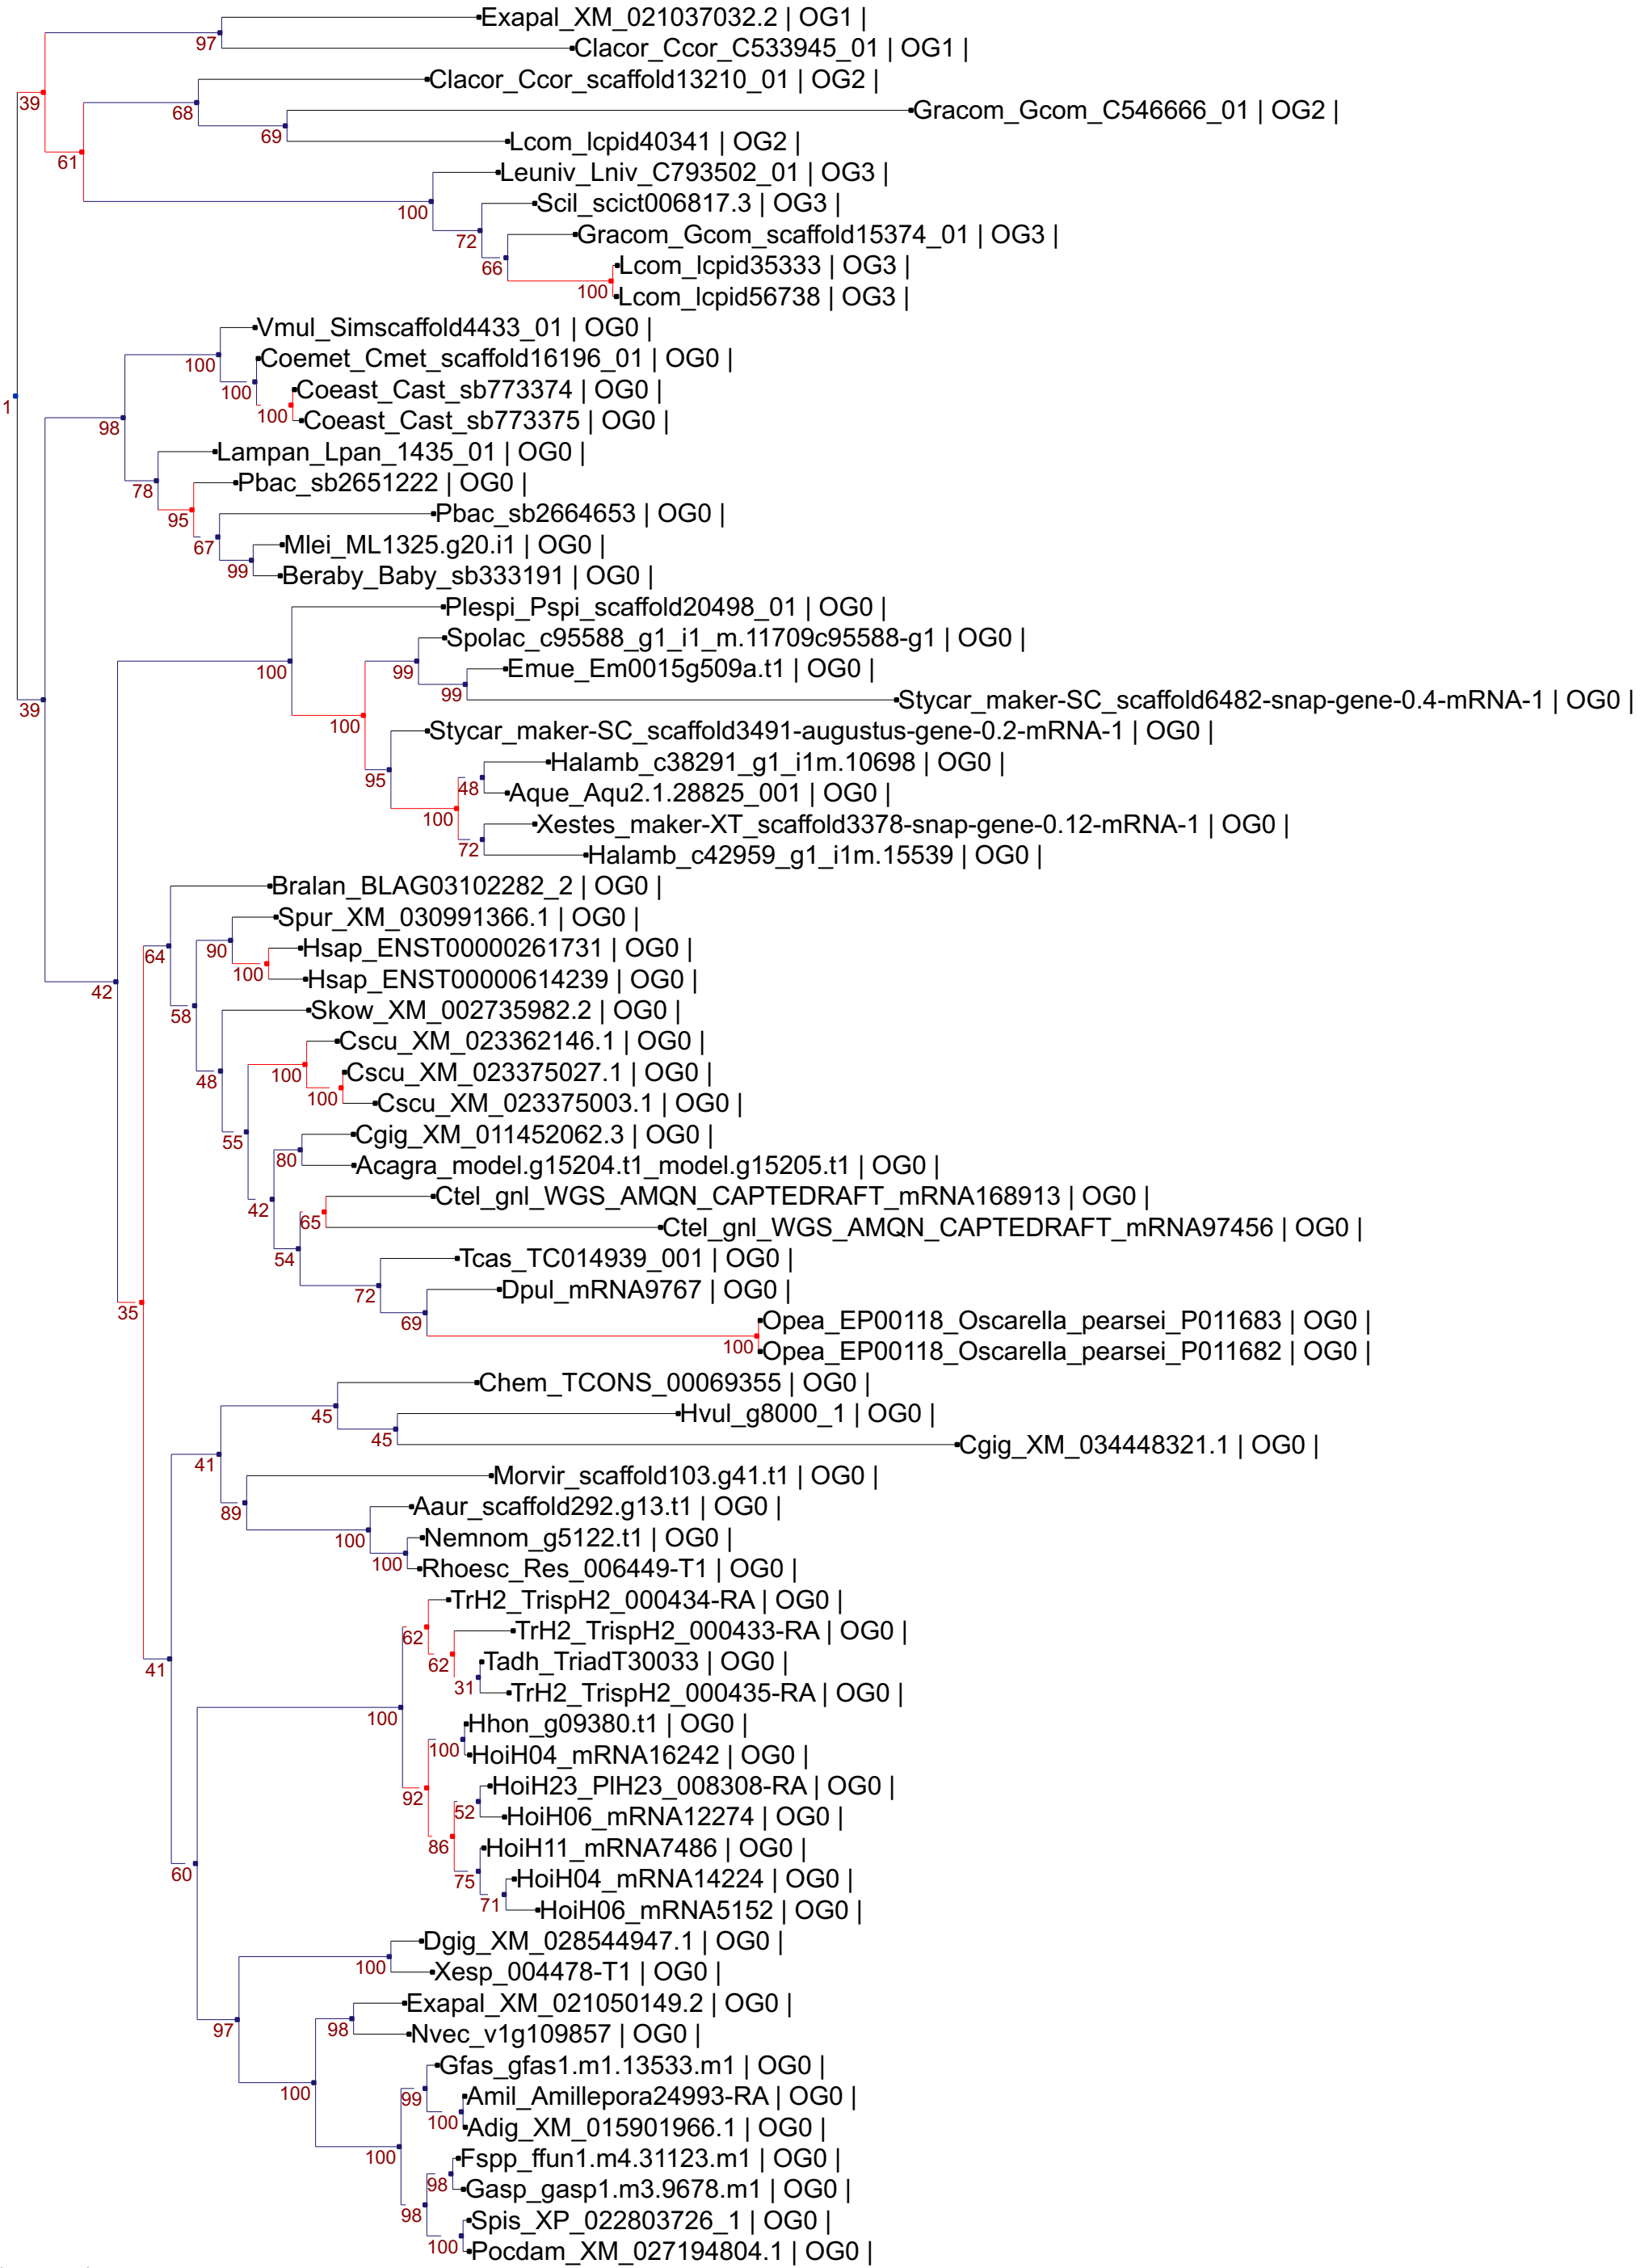 Exapal_XM_021037032.2 | OG1 |
97
Clacor_Ccor_C533945_01 | OG1 |
Clacor_Ccor_scaffold13210_01 | OG2 |
39
68
Gracom_Gcom_C546666_01 | OG2 |
69
Lcom_lcpid40341 | OG2 |
61
Leuniv_Lniv_C793502_01 | OG3 |
100
Scil_scict006817.3 | OG3 |
72
Gracom_Gcom_scaffold15374_01 | OG3 |
66
Lcom_lcpid35333 | OG3 |
100
Lcom_lcpid56738 | OG3 |
Vmul_Simscaffold4433_01 | OG0 |
100
Coemet_Cmet_scaffold16196_01 | OG0 |
100
Coeast_Cast_sb773374 | OG0 |
1
100
Coeast_Cast_sb773375 | OG0 |
98
Lampan_Lpan_1435_01 | OG0 |
Pbac_sb2651222 | OG0 |
78
Pbac_sb2664653 | OG0 |
95
Mlei_ML1325.g20.i1 | OG0 |
67
99
Beraby_Baby_sb333191 | OG0 |
Plespi_Pspi_scaffold20498_01 | OG0 |
Spolac_c95588_g1_i1_m.11709c95588-g1 | OG0 |
100
99
Emue_Em0015g509a.t1 | OG0 |
99
Stycar_maker-SC_scaffold6482-snap-gene-0.4-mRNA-1 | OG0 |
39
100
Stycar_maker-SC_scaffold3491-augustus-gene-0.2-mRNA-1 | OG0 |
Halamb_c38291_g1_i1m.10698 | OG0 |
95
48
Aque_Aqu2.1.28825_001 | OG0 |
100
Xestes_maker-XT_scaffold3378-snap-gene-0.12-mRNA-1 | OG0 |
72
Halamb_c42959_g1_i1m.15539 | OG0 |
Bralan_BLAG03102282_2 | OG0 |
Spur_XM_030991366.1 | OG0 |
90
64
Hsap_ENST00000261731 | OG0 |
100
Hsap_ENST00000614239 | OG0 |
42
58
Skow_XM_002735982.2 | OG0 |
Cscu_XM_023362146.1 | OG0 |
100
48
Cscu_XM_023375027.1 | OG0 |
100
Cscu_XM_023375003.1 | OG0 |
Cgig_XM_011452062.3 | OG0 |
55
80
Acagra_model.g15204.t1_model.g15205.t1 | OG0 |
Ctel_gnl_WGS_AMQN_CAPTEDRAFT_mRNA168913 | OG0 |
42
65
Ctel_gnl_WGS_AMQN_CAPTEDRAFT_mRNA97456 | OG0 |
54
Tcas_TC014939_001 | OG0 |
72
Dpul_mRNA9767 | OG0 |
35
69
Opea_EP00118_Oscarella_pearsei_P011683 | OG0 |
100
Opea_EP00118_Oscarella_pearsei_P011682 | OG0 |
Chem_TCONS_00069355 | OG0 |
45
Hvul_g8000_1 | OG0 |
45
Cgig_XM_034448321.1 | OG0 |
41
Morvir_scaffold103.g41.t1 | OG0 |
89
Aaur_scaffold292.g13.t1 | OG0 |
100
Nemnom_g5122.t1 | OG0 |
100
Rhoesc_Res_006449-T1 | OG0 |
TrH2_TrispH2_000434-RA | OG0 |
62
TrH2_TrispH2_000433-RA | OG0 |
62
Tadh_TriadT30033 | OG0 |
41
31
TrH2_TrispH2_000435-RA | OG0 |
100
Hhon_g09380.t1 | OG0 |
100
HoiH04_mRNA16242 | OG0 |
HoiH23_PlH23_008308-RA | OG0 |
92
52
HoiH06_mRNA12274 | OG0 |
86
HoiH11_mRNA7486 | OG0 |
60
75
HoiH04_mRNA14224 | OG0 |
71
HoiH06_mRNA5152 | OG0 |
Dgig_XM_028544947.1 | OG0 |
100
Xesp_004478-T1 | OG0 |
Exapal_XM_021050149.2 | OG0 |
97
98
Nvec_v1g109857 | OG0 |
Gfas_gfas1.m1.13533.m1 | OG0 |
100
99
Amil_Amillepora24993-RA | OG0 |
100
Adig_XM_015901966.1 | OG0 |
100
Fspp_ffun1.m4.31123.m1 | OG0 |
98
Gasp_gasp1.m3.9678.m1 | OG0 |
98
Spis_XP_022803726_1 | OG0 |
100
Pocdam_XM_027194804.1 | OG0 |